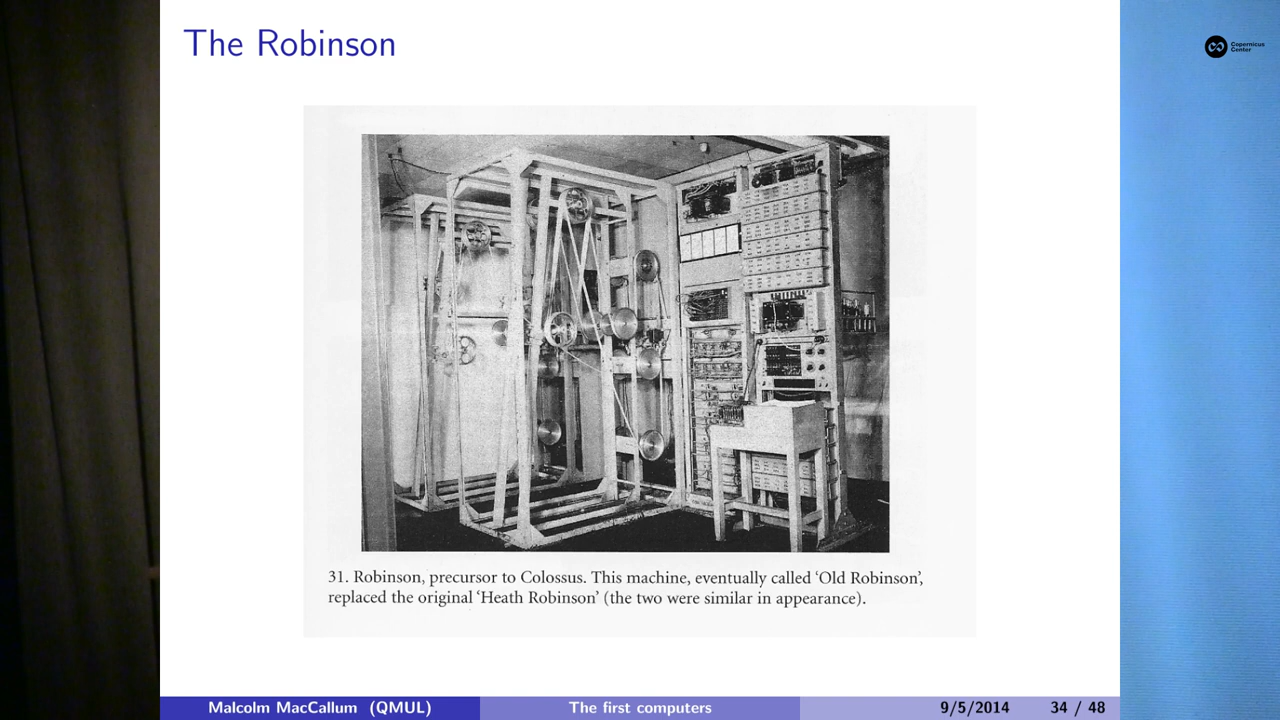 The Robinson
Copernicus
Center
31. Robinson, precursor to Colossus. This machine, eventually called ‘Old Robinson’,
replaced the original ‘Heath Robinson’ (the two were similar in appearance).
Malcolm MacCallum (QMUL) The first computers 9/5/2014 34 / 48